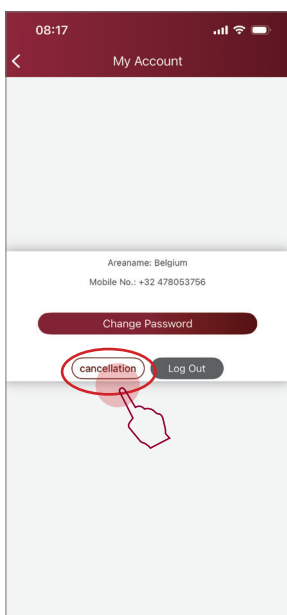 08:17
My Account
Areaname: Belgium
Mobile No.: +32 478053756
Change Password
cancellation Log Out